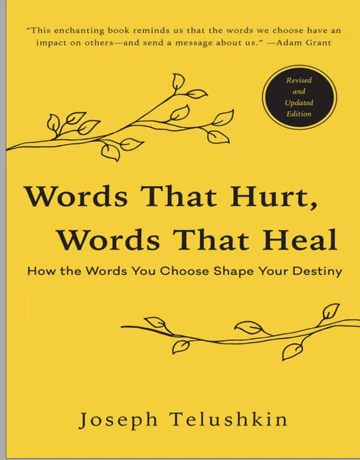 “This enchanting book reminds us that the words we choose have an
impact on others—and send a message about us.” —Adam Grant
Revised
and
Updated
Edition
Words That Hurt,
Words That Heal
How the Words You Choose Shape Your Destiny
Joseph Telushkin